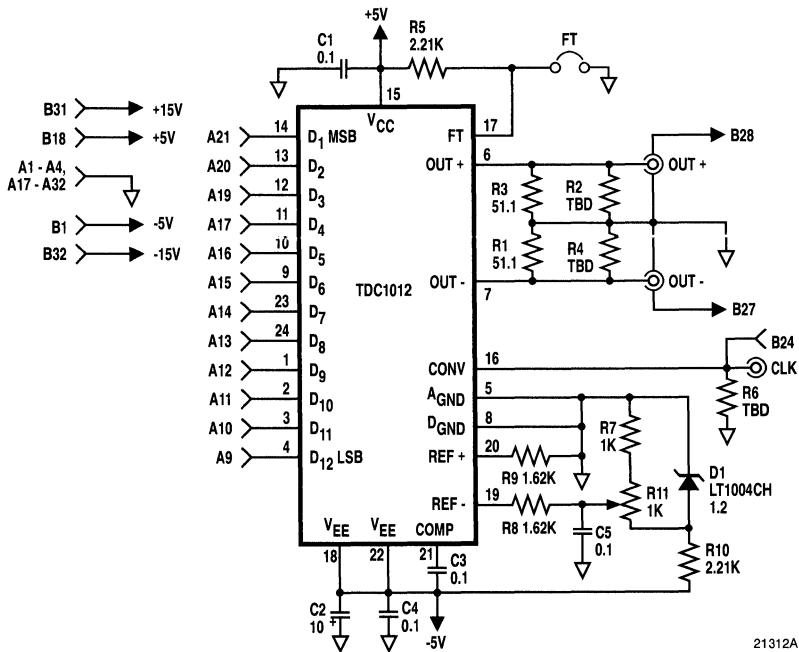 +5V
C1
0.1
R5
2.21K
FT
15
VCC
B31 +15V
B18 +5V
A1 - A4,
A17 - A32
B1 -5V
B32 -15V
A21 14 D1 MSB
A20 13 D2
A19 12 D3
A17 11 D4
A16 10 D5
A15 9 D6
A14 23 D7
A13 24 D8
A12 1 D9
A11 2 D10
A10 3 D11
A9 4 D12 LSB
TDC1012
FT 17
OUT + 6
OUT - 7
CONV 16
AGND 5
DGND 8
REF + 20
REF - 19
VEE 18
VEE 22
COMP 21
B28
OUT +
R3
51.1
R2
TBD
R1
51.1
R4
TBD
OUT -
B27
B24
CLK
R6
TBD
R7
1K
R9 1.62K
R8 1.62K
R11
1K
D1
LT1004CH
1.2
C5
0.1
R10
2.21K
C3
0.1
C2
10 +
C4
0.1
-5V
21312A